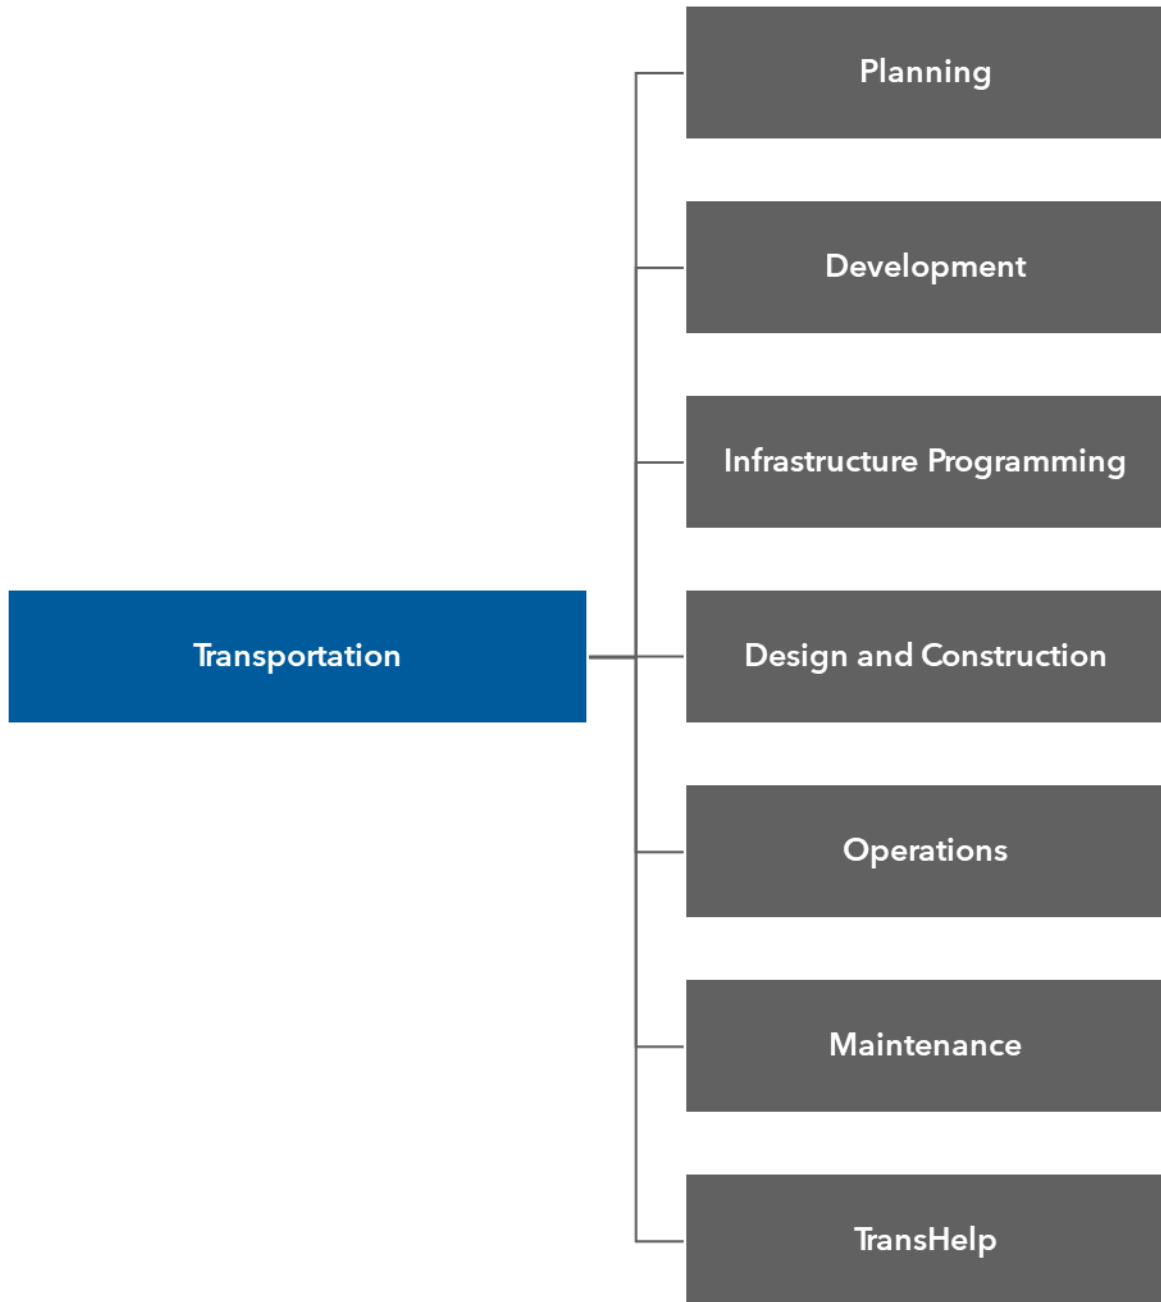 Planning
Development
Infrastructure Programming
Transportation
Design and Construction
Operations
Maintenance
TransHelp